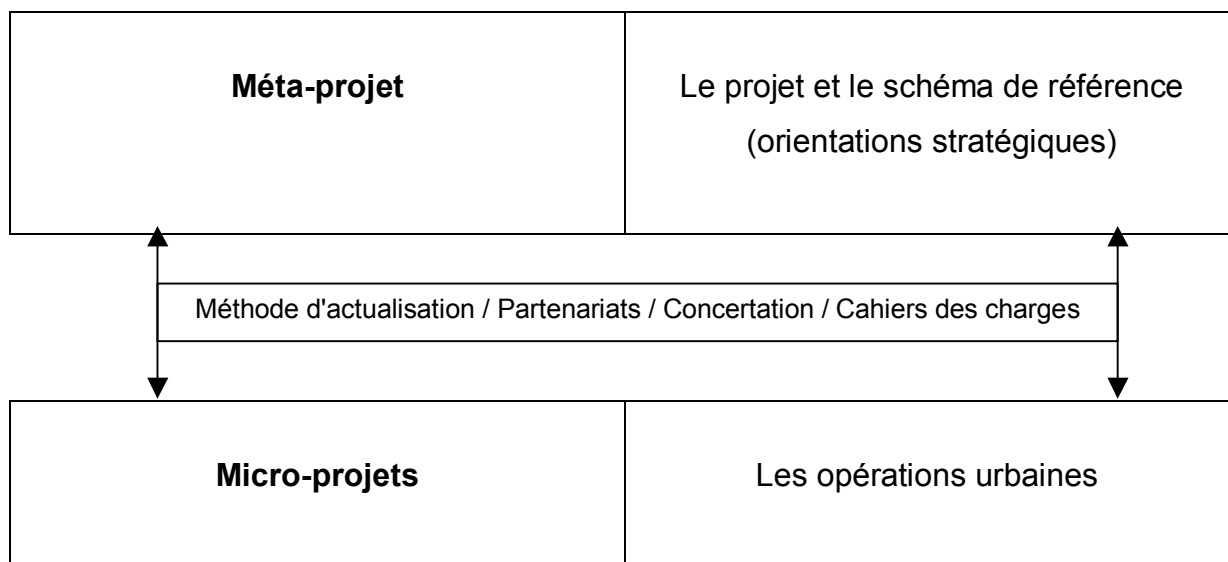 Méta-projet
Le projet et le schéma de référence
(orientations stratégiques)
Méthode d'actualisation / Partenariats / Concertation / Cahiers des charges
Micro-projets
Les opérations urbaines